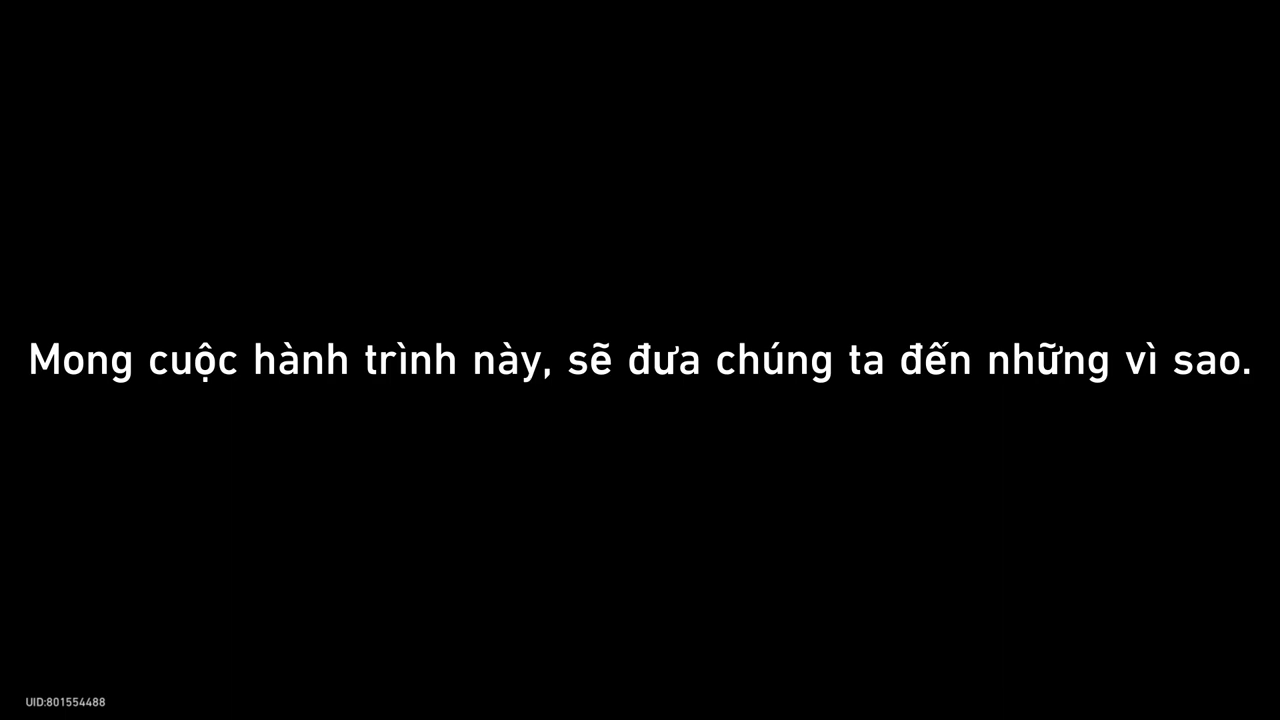 Mong cuộc hành trình này, sẽ đưa chúng ta đến những vì sao.
UID:801554488